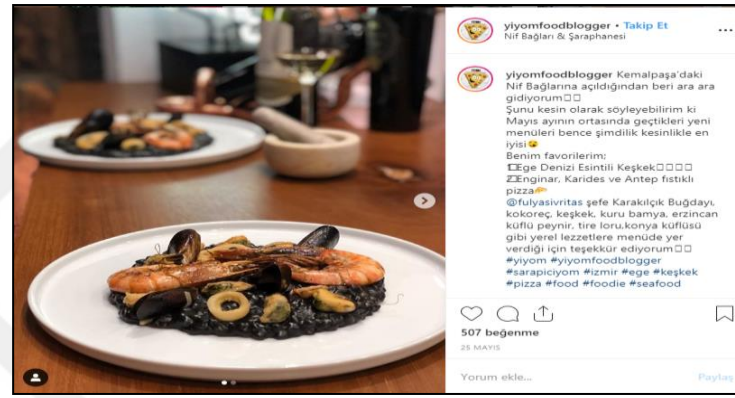 yiyomfoodblogger • Takip Et
Nif Bağları & Şaraphanesi
yiyomfoodblogger Kemalpaşa'daki
Nif Bağlarına açıldığından beri ara ara
gidiyorum□□
Şunu kesin olarak söyleyebilirim ki
Mayıs ayının ortasında geçtikleri yeni
menüleri bence şimdilik kesinlikle en
iyisi😋
Benim favorilerim;
1□Ege Denizi Esintili Keşkek□□□□
2□Enginar, Karides ve Antep fıstıklı
pizza🍕
@fulyasivritas şefe Karakılçık Buğdayı,
kokoreç, keşkek, kuru bamya, erzincan
küflü peynir, tire loru,konya küflüsü
gibi yerel lezzetlere menüde yer
verdiği için teşekkür ediyorum□□
#yiyom #yiyomfoodblogger
#sarapiciyom #izmir #ege #keşkek
#pizza #food #foodie #seafood
507 beğenme
25 MAYIS
Yorum ekle...
Paylaş